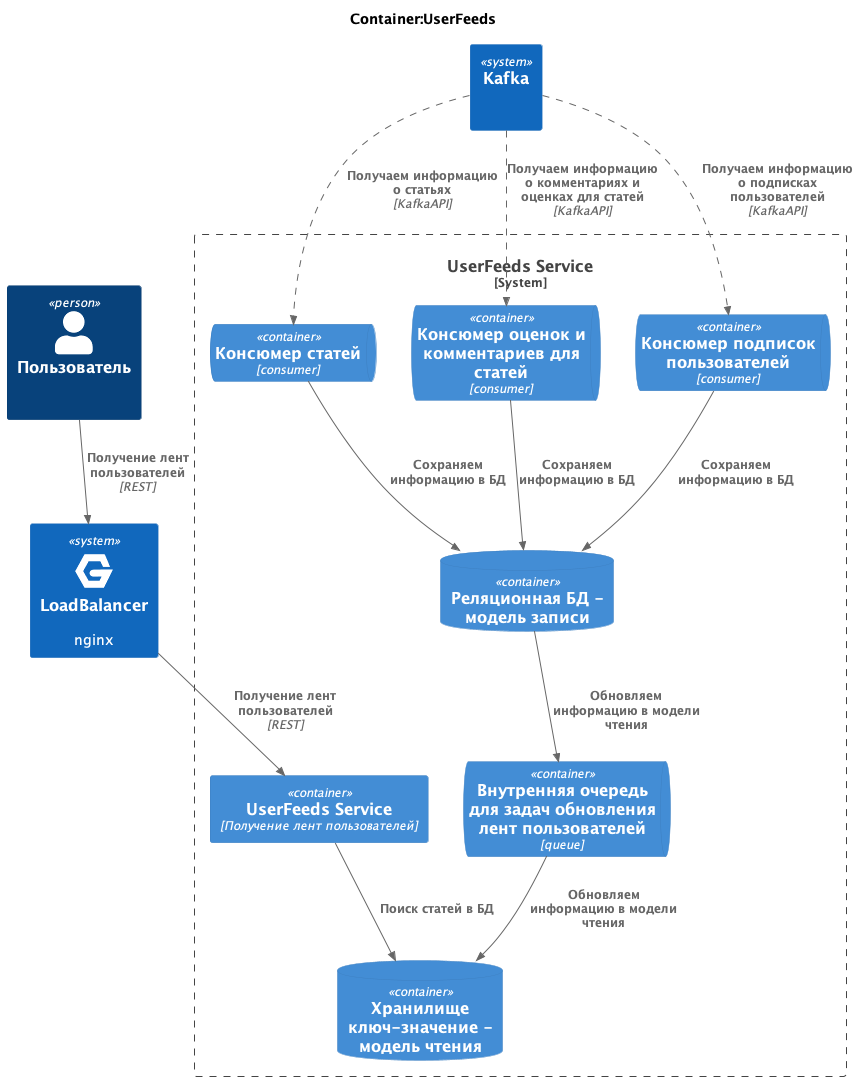 Container:UserFeeds
«system»
Kafka
Получаем информацию
о статьях
[KafkaAPI]
Получаем информацию
о комментариях и
оценках для статей
[KafkaAPI]
Получаем информацию
о подписках
пользователей
[KafkaAPI]
UserFeeds Service
[System]
«person»
Пользователь
«container»
Консюмер статей
[consumer]
«container»
Консюмер оценок и
комментариев для
статей
[consumer]
«container»
Консюмер подписок
пользователей
[consumer]
Получение лент
пользователей
[REST]
Сохраняем
информацию в БД
Сохраняем
информацию в БД
Сохраняем
информацию в БД
«system»
LoadBalancer
nginx
«container»
Реляционная БД –
модель записи
Получение лент
пользователей
[REST]
Обновляем
информацию в модели
чтения
«container»
UserFeeds Service
[Получение лент пользователей]
«container»
Внутренняя очередь
для задач обновления
лент пользователей
[queue]
Поиск статей в БД
Обновляем
информацию в модели
чтения
«container»
Хранилище
ключ-значение –
модель чтения